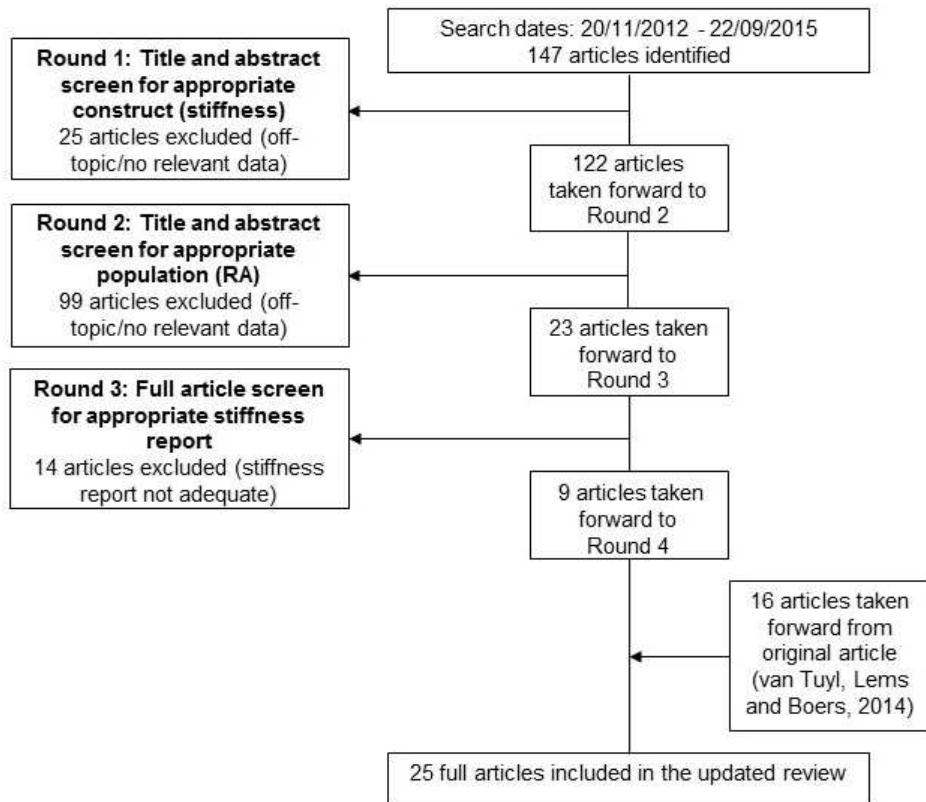 Search dates: 20/11/2012 - 22/09/2015
147 articles identified
Round 1: Title and abstract
screen for appropriate
construct (stiffness)
25 articles excluded (off-
topic/no relevant data)
122 articles
taken forward to
Round 2
Round 2: Title and abstract
screen for appropriate
population (RA)
99 articles excluded (off-
topic/no relevant data)
23 articles taken
forward to
Round 3
Round 3: Full article screen
for appropriate stiffness
report
14 articles excluded (stiffness
report not adequate)
9 articles taken
forward to
Round 4
16 articles taken
forward from
original article
(van Tuyl, Lems
and Boers, 2014)
25 full articles included in the updated review